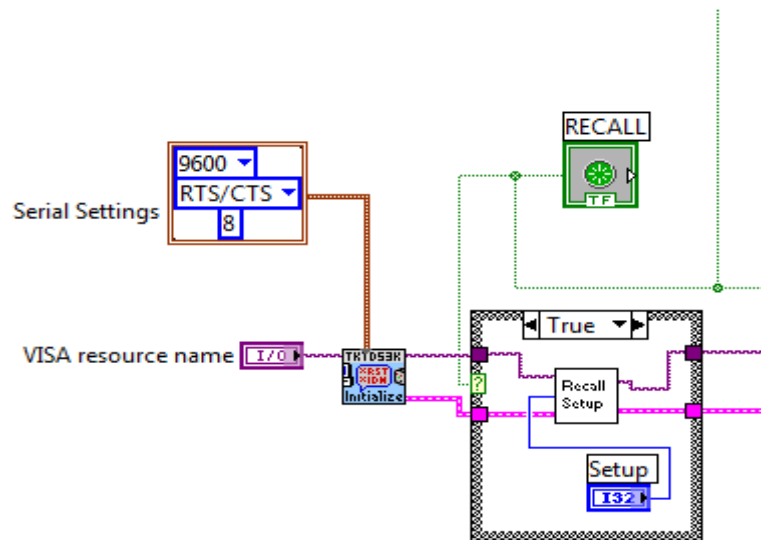 RECALL
TF
9600
RTS/CTS
8
Serial Settings
True
VISA resource name
I/O
TKTDS3K
*RST
*IDN
Initialize
?
Recall
Setup
Setup
I32